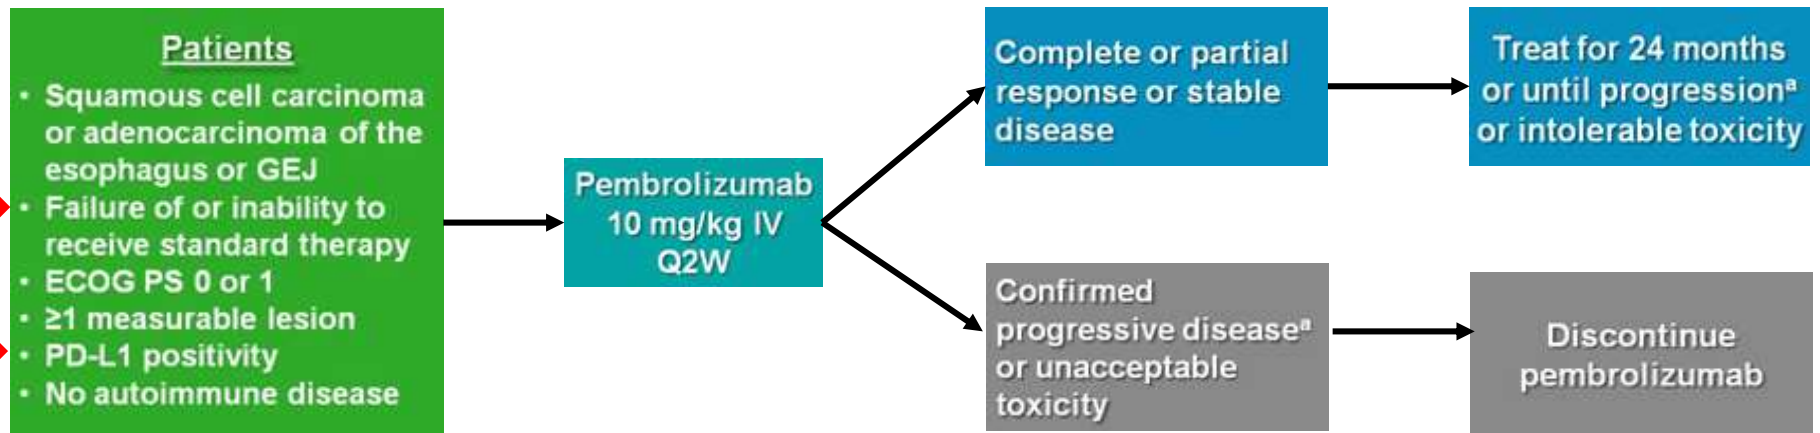 Patients
• Squamous cell carcinoma
or adenocarcinoma of the
esophagus or GEJ
• Failure of or inability to
receive standard therapy
• ECOG PS 0 or 1
• ≥1 measurable lesion
• PD-L1 positivity
• No autoimmune disease
Pembrolizumab
10 mg/kg IV
Q2W
Complete or partial
response or stable
disease
Treat for 24 months
or until progressionᵃ
or intolerable toxicity
Confirmed
progressive diseaseᵃ
or unacceptable
toxicity
Discontinue
pembrolizumab